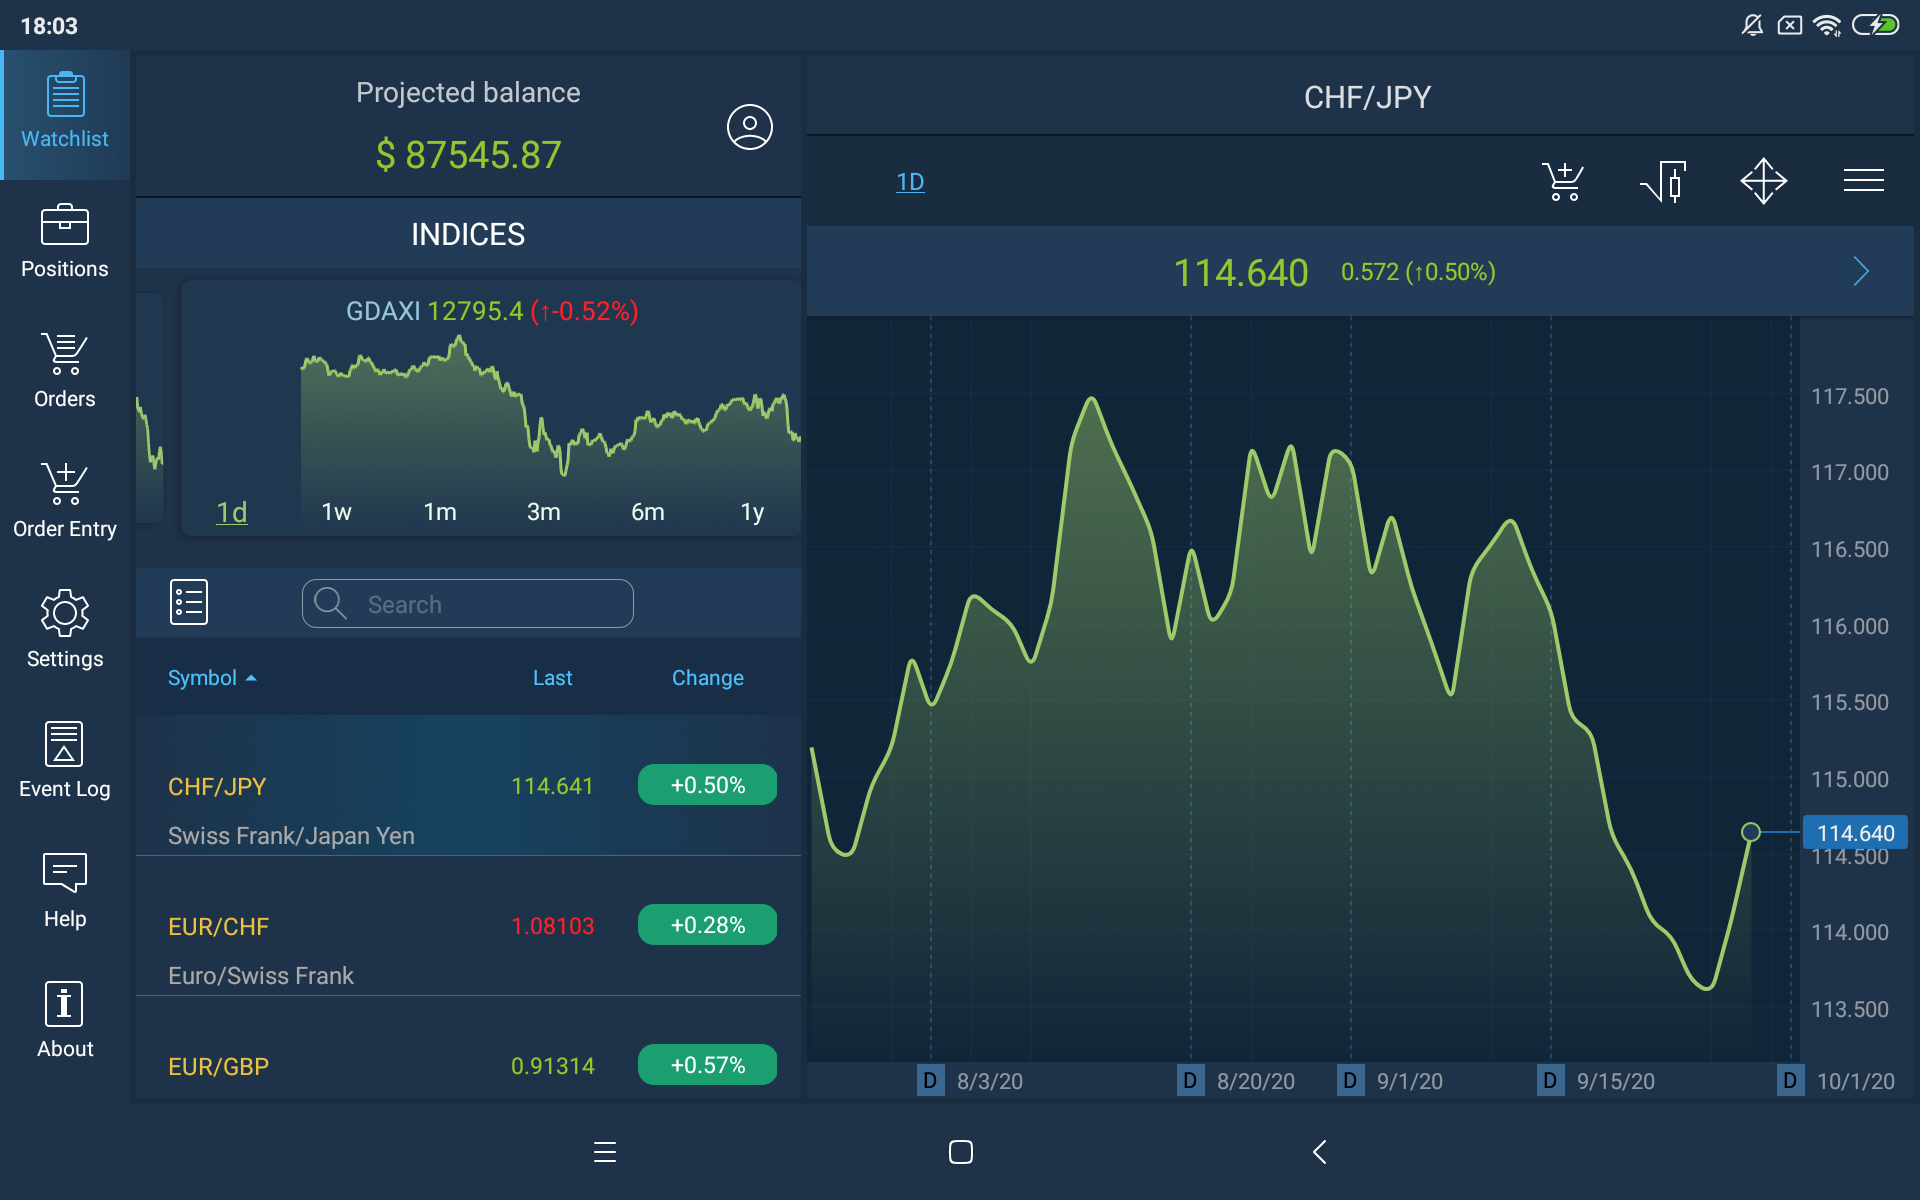 18:03
Watchlist
Positions
Orders
Order Entry
Settings
Event Log
Help
About
Projected balance
$ 87545.87
INDICES
GDAXI 12795.4 (↑-0.52%)
1d 1w 1m 3m 6m 1y
Search
Symbol Last Change
CHF/JPY 114.641 +0.50%
Swiss Frank/Japan Yen
EUR/CHF 1.08103 +0.28%
Euro/Swiss Frank
EUR/GBP 0.91314 +0.57%
CHF/JPY
1D
114.640 0.572 (↑0.50%)
117.500
117.000
116.500
116.000
115.500
115.000
114.640
114.500
114.000
113.500
D 8/3/20 D 8/20/20 D 9/1/20 D 9/15/20 D 10/1/20